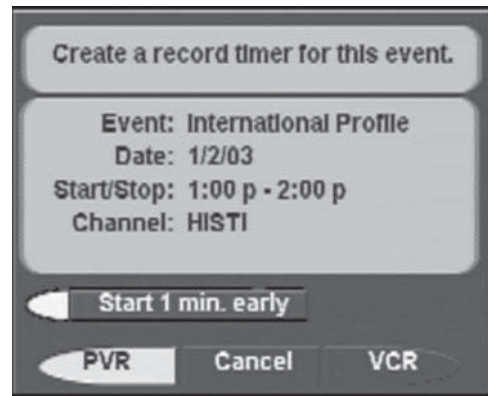 Create a record timer for this event.
Event: International Profile
Date: 1/2/03
Start/Stop: 1:00 p - 2:00 p
Channel: HISTI
Start 1 min. early
PVR Cancel VCR